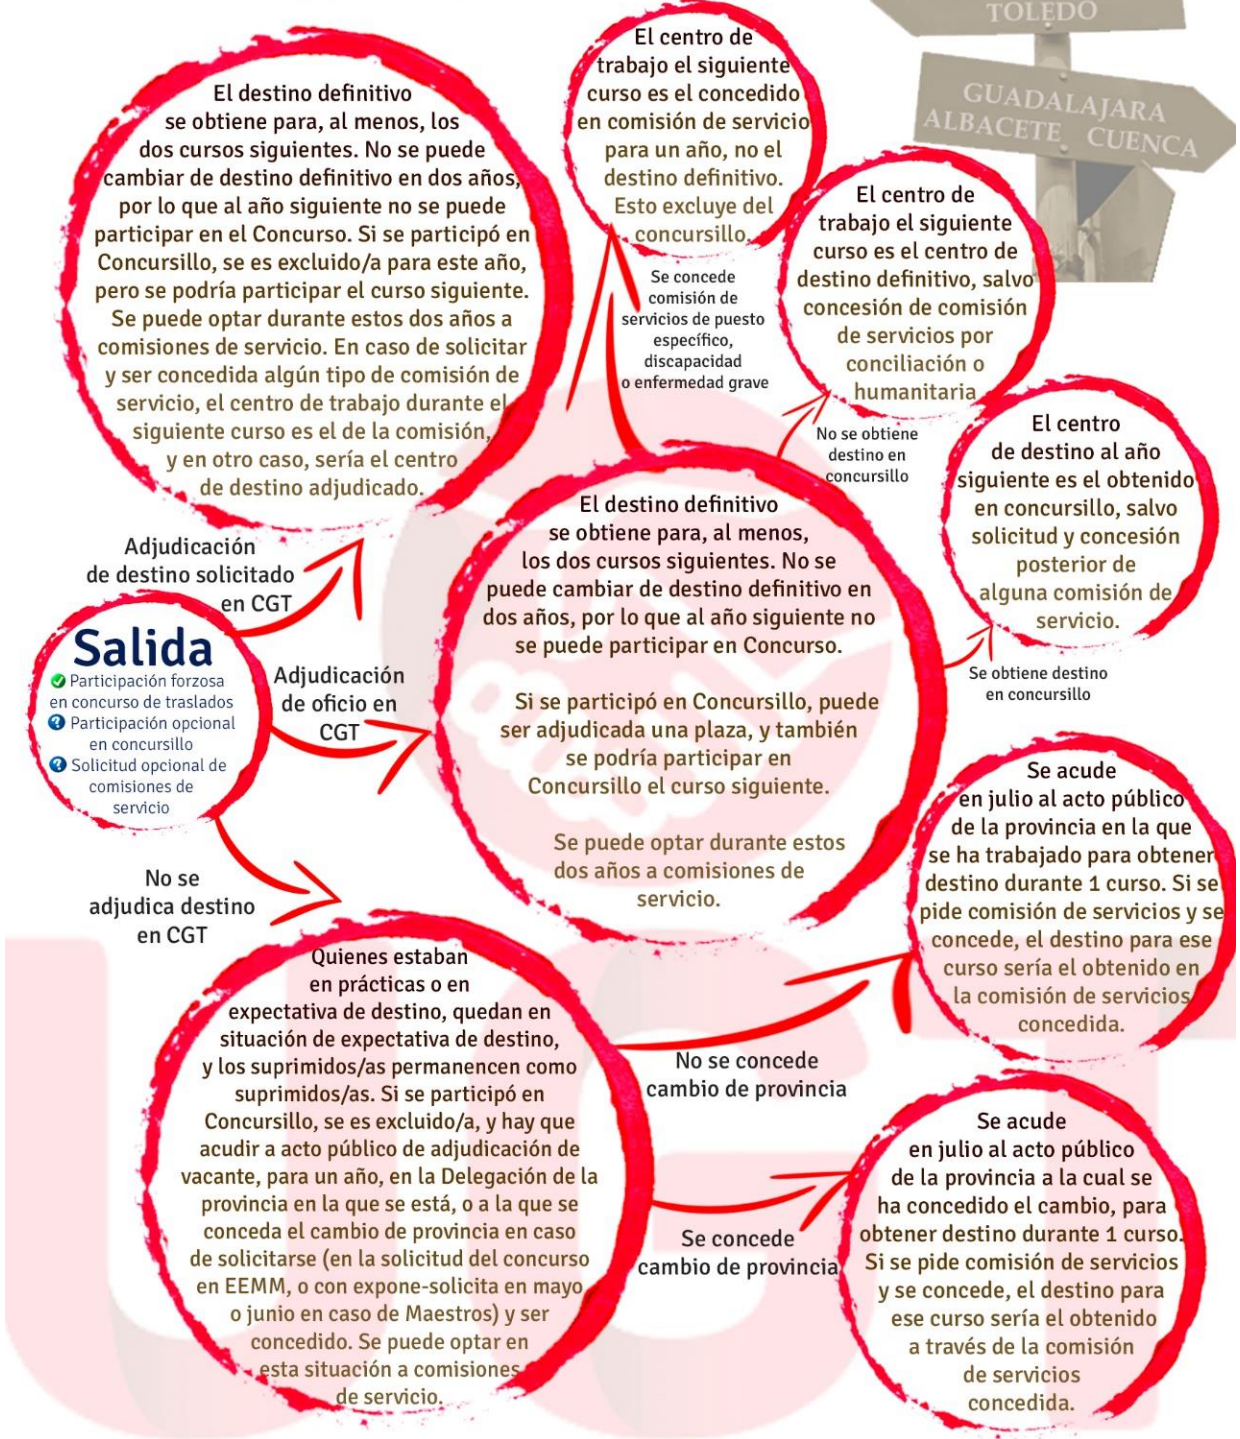 TOLEDO
GUADALAJARA
ALBACETE CUENCA
El destino definitivo
se obtiene para, al menos, los
dos cursos siguientes. No se puede
cambiar de destino definitivo en dos años,
por lo que al año siguiente no se puede
participar en el Concurso. Si se participó en
Concursillo, se es excluido/a para este año,
pero se podría participar el curso siguiente.
Se puede optar durante estos dos años a
comisiones de servicio. En caso de solicitar
y ser concedida algún tipo de comisión de
servicio, el centro de trabajo durante el
siguiente curso es el de la comisión,
y en otro caso, sería el centro
de destino adjudicado.
El centro de
trabajo el siguiente
curso es el concedido
en comisión de servicio
para un año, no el
destino definitivo.
Esto excluye del
concursillo.
Se concede
comisión de
servicios de puesto
específico,
discapacidad
o enfermedad grave
El centro de
trabajo el siguiente
curso es el centro de
destino definitivo, salvo
concesión de comisión
de servicios por
conciliación o
humanitaria
No se obtiene
destino en
concursillo
El centro
de destino al año
siguiente es el obtenido
en concursillo, salvo
solicitud y concesión
posterior de
alguna comisión de
servicio.
Se obtiene destino
en concursillo
Adjudicación
de destino solicitado
en CGT
Salida
Participación forzosa
en concurso de traslados
Participación opcional
en concursillo
Solicitud opcional de
comisiones de
servicio
Adjudicación
de oficio en
CGT
El destino definitivo
se obtiene para, al menos,
los dos cursos siguientes. No se
puede cambiar de destino definitivo en
dos años, por lo que al año siguiente no
se puede participar en Concurso.
Si se participó en Concursillo, puede
ser adjudicada una plaza, y también
se podría participar en
Concursillo el curso siguiente.
Se puede optar durante estos
dos años a comisiones de
servicio.
No se
adjudica destino
en CGT
Quienes estaban
en prácticas o en
expectativa de destino, quedan en
situación de expectativa de destino,
y los suprimidos/as permanencen como
suprimidos/as. Si se participó en
Concursillo, se es excluido/a, y hay que
acudir a acto público de adjudicación de
vacante, para un año, en la Delegación de la
provincia en la que se está, o a la que se
conceda el cambio de provincia en caso
de solicitarse (en la solicitud del concurso
en EEMM, o con expone-solicita en mayo
o junio en caso de Maestros) y ser
concedido. Se puede optar en
esta situación a comisiones
de servicio.
No se concede
cambio de provincia
Se acude
en julio al acto público
de la provincia en la que
se ha trabajado para obtener
destino durante 1 curso. Si se
pide comisión de servicios y se
concede, el destino para ese
curso sería el obtenido en
la comisión de servicios
concedida.
Se concede
cambio de provincia
Se acude
en julio al acto público
de la provincia a la cual se
ha concedido el cambio, para
obtener destino durante 1 curso.
Si se pide comisión de servicios
y se concede, el destino para
ese curso sería el obtenido
a través de la comisión
de servicios
concedida.
UGT